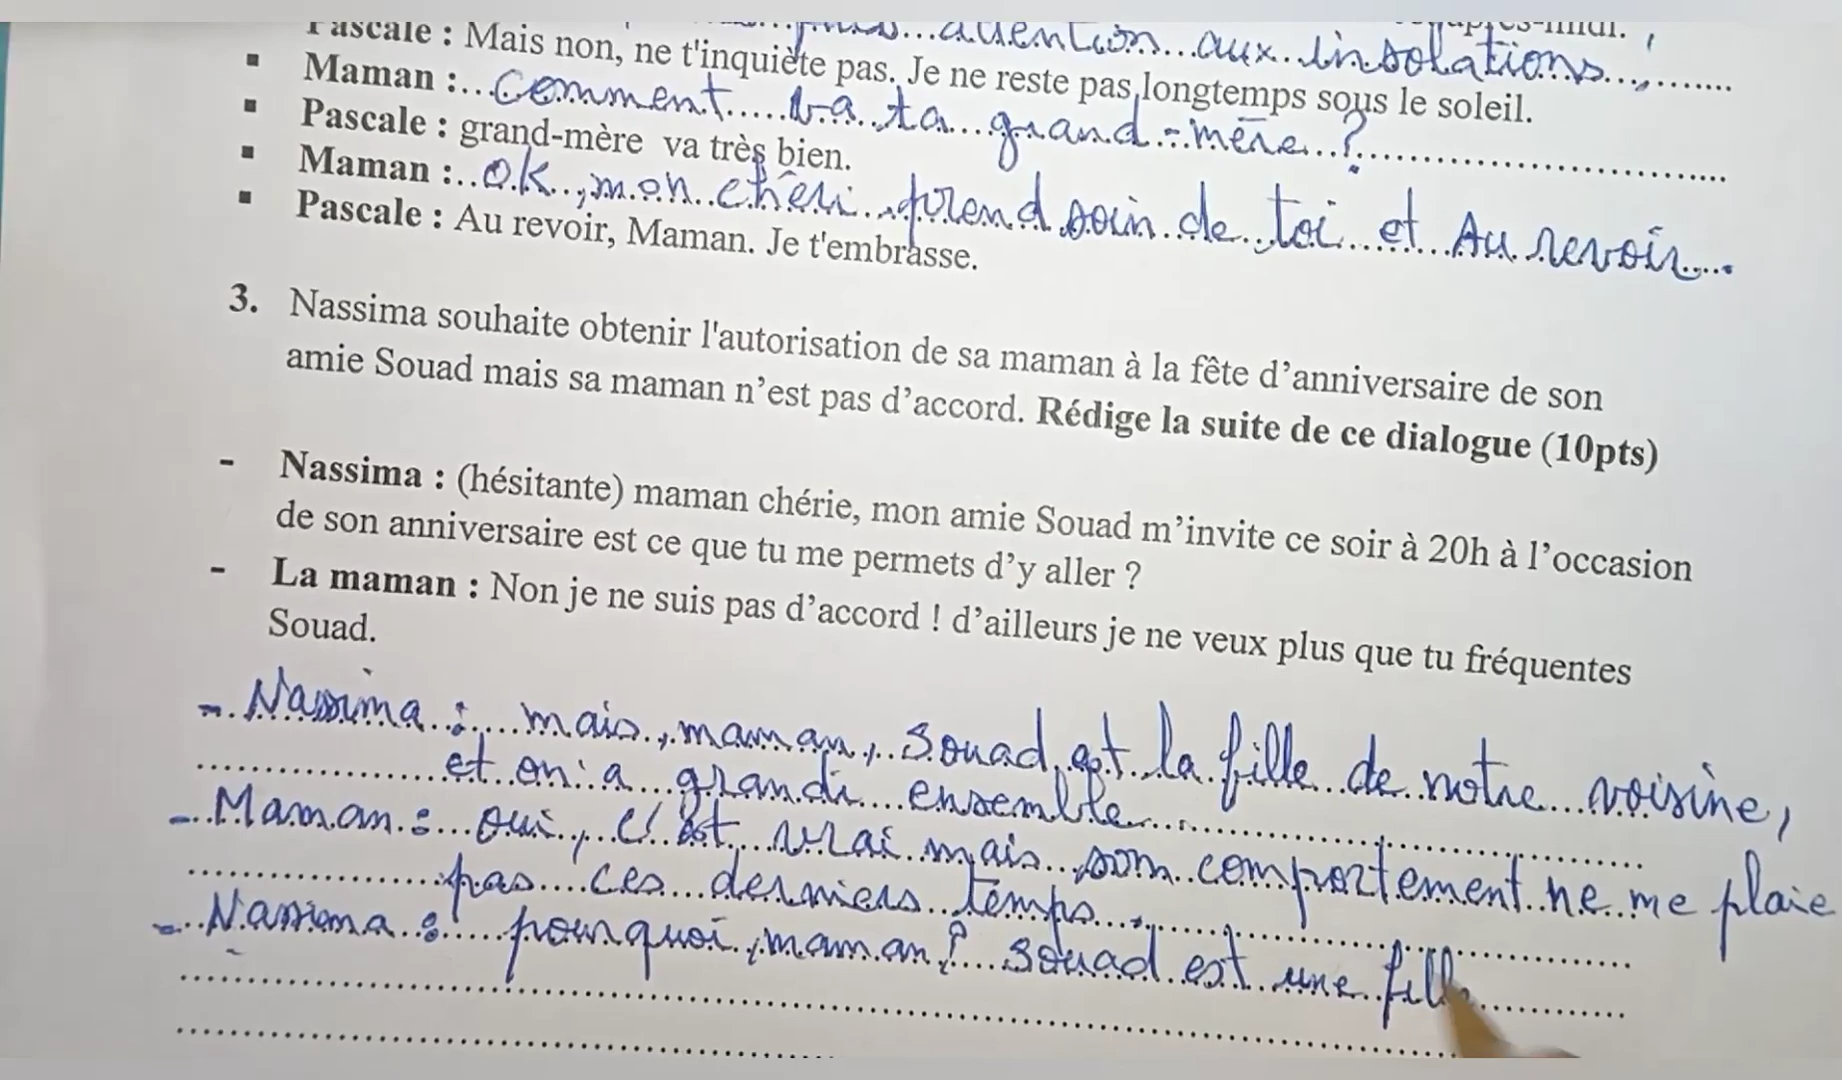 ...après-midi.
...attention...aux...insolations...,.......
Pascale : Mais non, ne t'inquiète pas. Je ne reste pas longtemps sous le soleil.
▪ Maman :...Comment.....va..ta...grand-mère...?
▪ Pascale : grand-mère va très bien.
▪ Maman :..OK..,mon..chéri..,prend soin de toi...et...Au revoir....
▪ Pascale : Au revoir, Maman. Je t'embrasse.
3. Nassima souhaite obtenir l'autorisation de sa maman à la fête d'anniversaire de son
amie Souad mais sa maman n'est pas d'accord. Rédige la suite de ce dialogue (10pts)
- Nassima : (hésitante) maman chérie, mon amie Souad m'invite ce soir à 20h à l'occasion
de son anniversaire est ce que tu me permets d'y aller ?
- La maman : Non je ne suis pas d'accord ! d'ailleurs je ne veux plus que tu fréquentes
Souad.
- Nassima : mais, maman, Souad est la fille de notre voisine,
et on a grandi ensemble
- Maman : oui, c'est vrai mais son comportement ne me plaie
pas ces derniers temps.
- Nassima : pourquoi, maman ? Souad est une fill